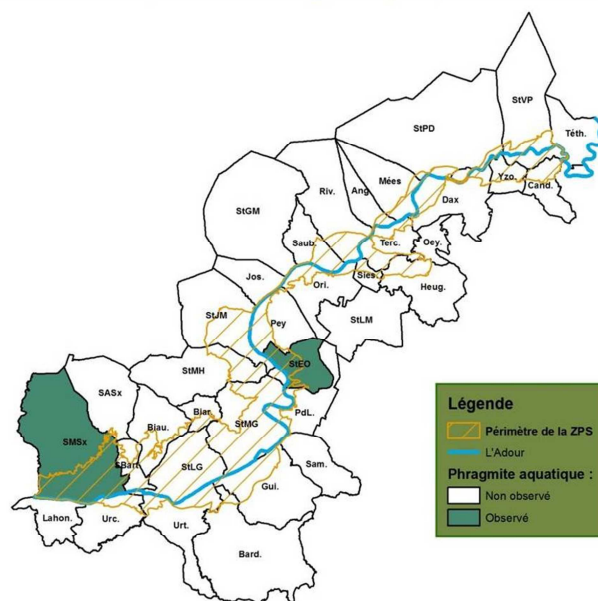 StVP
StPD
Téth.
Mées
Ang
Riv.
Yzo.
Cand.
Dax
StGM
Saub.
Terc.
Oey.
Jos.
Ori.
Sies
Heug.
StJM
Pey
StLM
StMH
StEO
SASx
Biar.
StMG
PdL.
SMSx
Biau.
StLG
Sam.
Gui.
Lahon.
Urc.
Urt.
Bard.
Légende
Périmètre de la ZPS
L'Adour
Phragmite aquatique :
Non observé
Observé